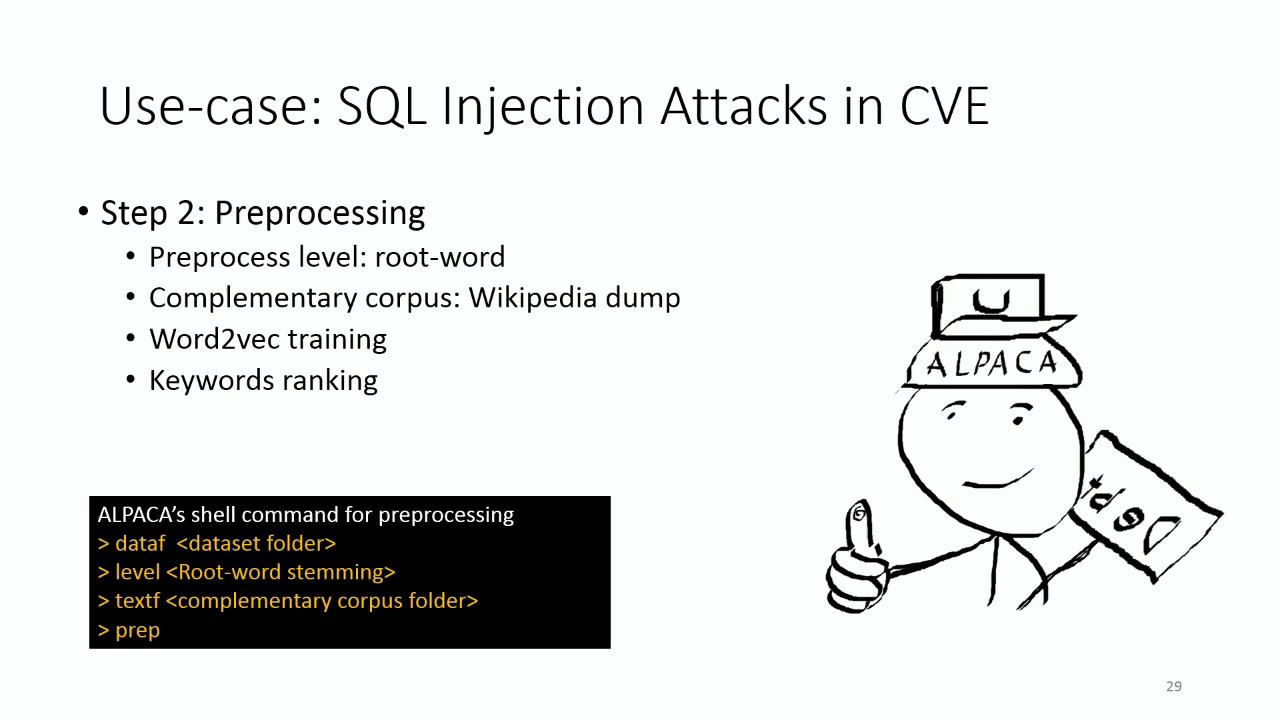 Use-case: SQL Injection Attacks in CVE
• Step 2: Preprocessing
• Preprocess level: root-word
• Complementary corpus: Wikipedia dump
• Word2vec training
• Keywords ranking
U
ALPACA
Dept
ALPACA's shell command for preprocessing
> dataf <dataset folder>
> level <Root-word stemming>
> textf <complementary corpus folder>
> prep
29